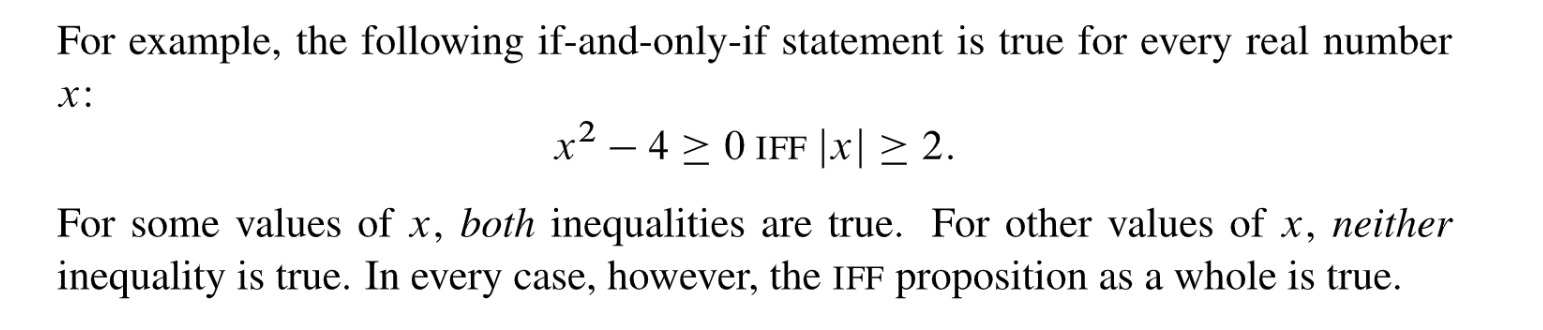 For example, the following if-and-only-if statement is true for every real number
x:
x² − 4 ≥ 0 IFF |x| ≥ 2.
For some values of x, both inequalities are true. For other values of x, neither
inequality is true. In every case, however, the IFF proposition as a whole is true.